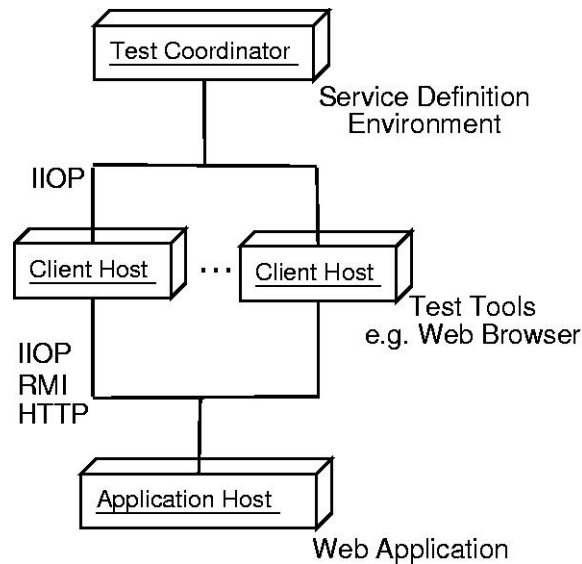 Test Coordinator
Service Definition
Environment
IIOP
Client Host
...
Client Host
Test Tools
e.g. Web Browser
IIOP
RMI
HTTP
Application Host
Web Application